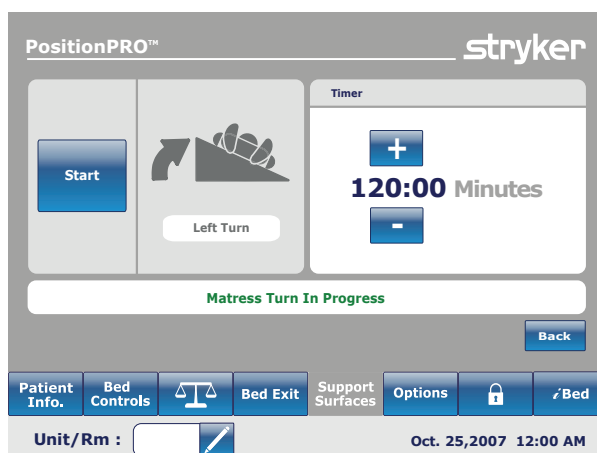 PositionPRO™
stryker
Timer
Start
Left Turn
+
120:00 Minutes
-
Matress Turn In Progress
Back
Patient Info.
Bed Controls
Bed Exit
Support Surfaces
Options
iBed
Unit/Rm :
Oct. 25,2007 12:00 AM